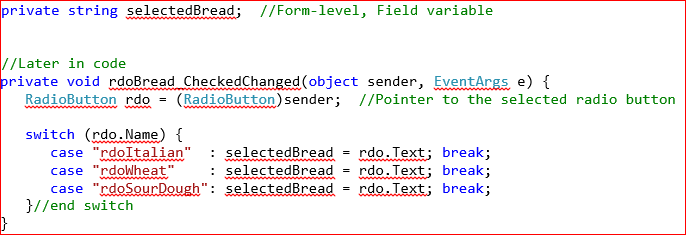 private string selectedBread;  //Form-level, Field variable
//Later in code
private void rdoBread_CheckedChanged(object sender, EventArgs e) {
   RadioButton rdo = (RadioButton)sender;  //Pointer to the selected radio button
   switch (rdo.Name) {
      case "rdoItalian"  : selectedBread = rdo.Text; break;
      case "rdoWheat"    : selectedBread = rdo.Text; break;
      case "rdoSourDough": selectedBread = rdo.Text; break;
   }//end switch
}